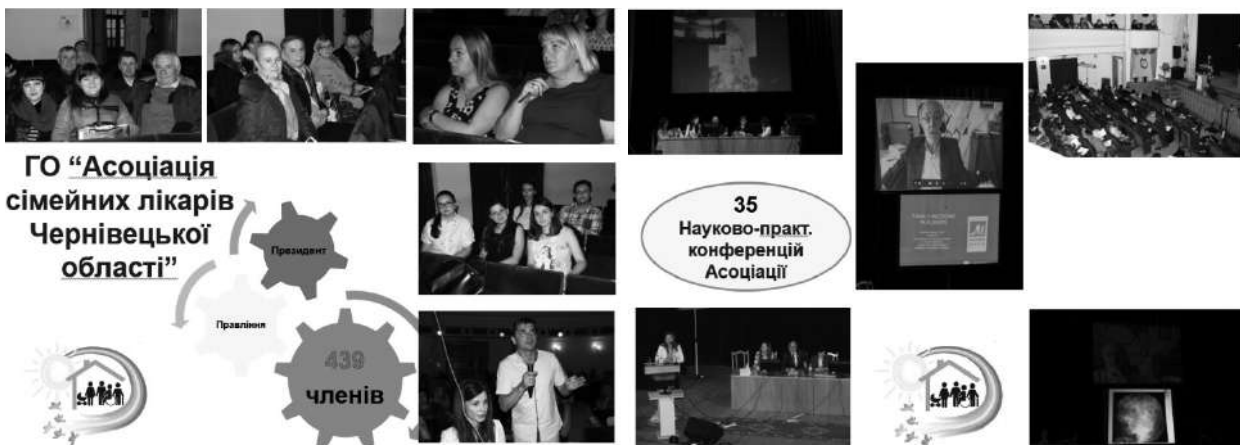 ГО “Асоціація
сімейних лікарів
Чернівецької
області”
Президент
Правління
439
членів
35
Науково-практ.
конференцій
Асоціації